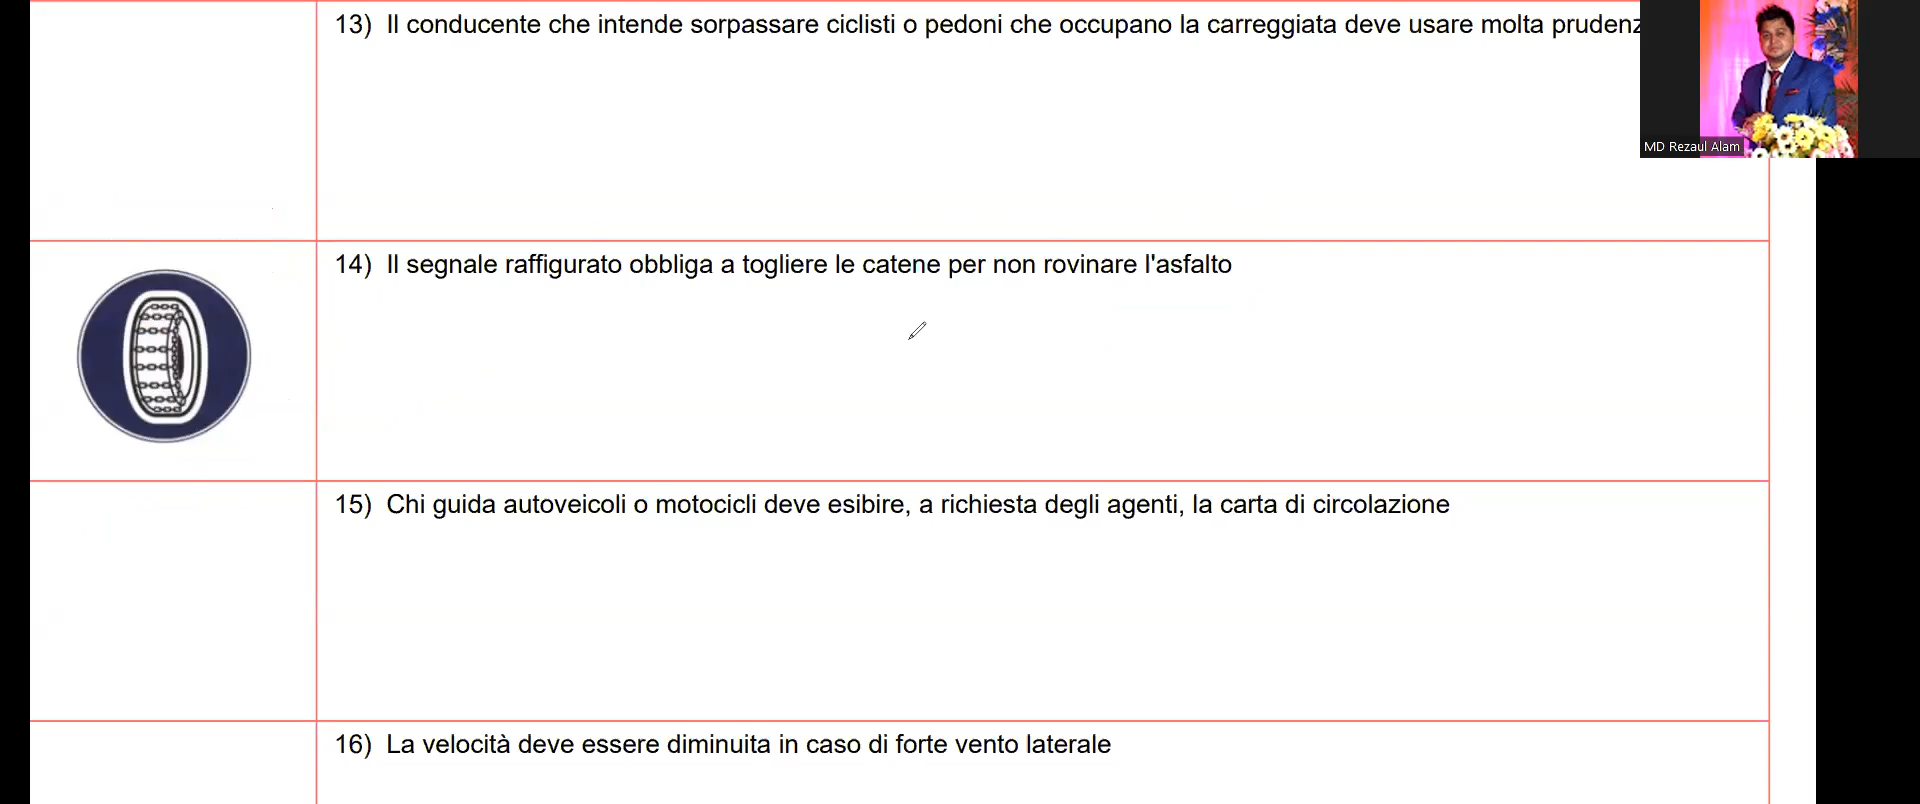 13) Il conducente che intende sorpassare ciclisti o pedoni che occupano la carreggiata deve usare molta
MD Rezaul Alam
14) Il segnale raffigurato obbliga a togliere le catene per non rovinare l'asfalto
15) Chi guida autoveicoli o motocicli deve esibire, a richiesta degli agenti, la carta di circolazione
16) La velocità deve essere diminuita in caso di forte vento laterale